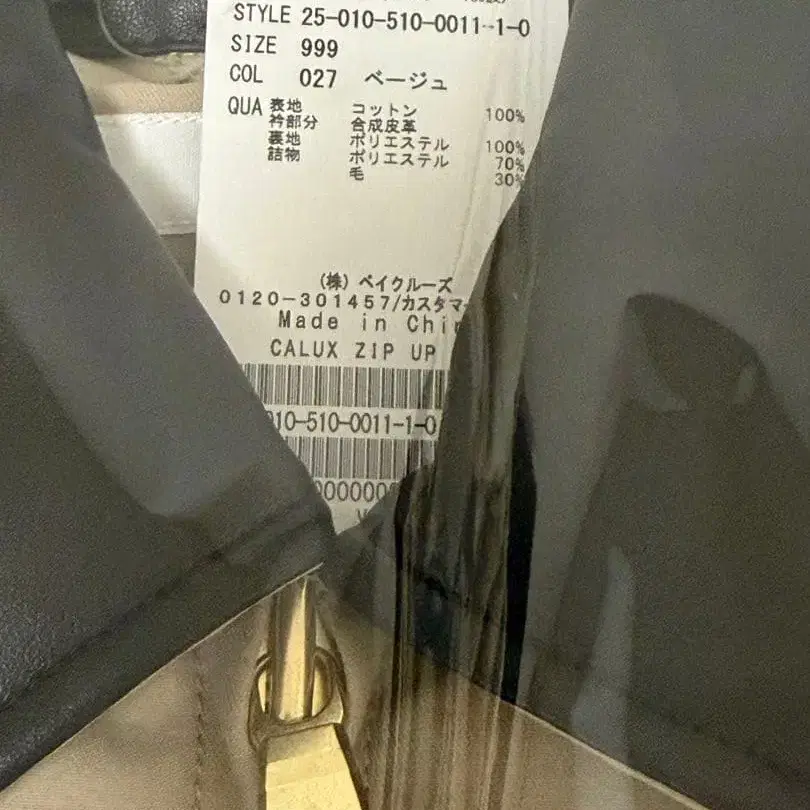 STYLE 25-010-510-0011-1-0
SIZE 999
COL 027 ベージュ
QUA 表地 コットン 100%
衿部分 合成皮革
裏地 ポリエステル 100%
詰物 ポリエステル 70%
毛 30%
(株) ベイクルーズ
0120-301457/カスタマ
Made in Chi
CALUX ZIP UP
010-510-0011-1-0